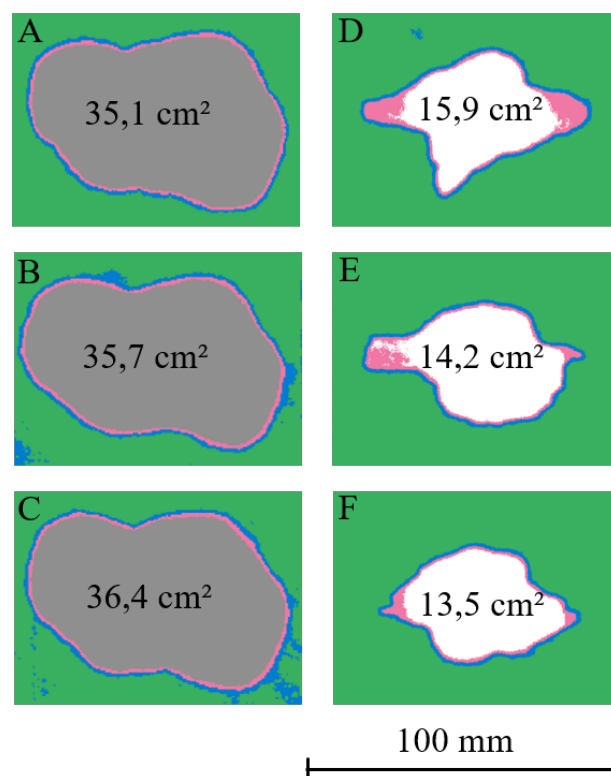 A
35,1 cm²
D
15,9 cm²
B
35,7 cm²
E
14,2 cm²
C
36,4 cm²
F
13,5 cm²
100 mm